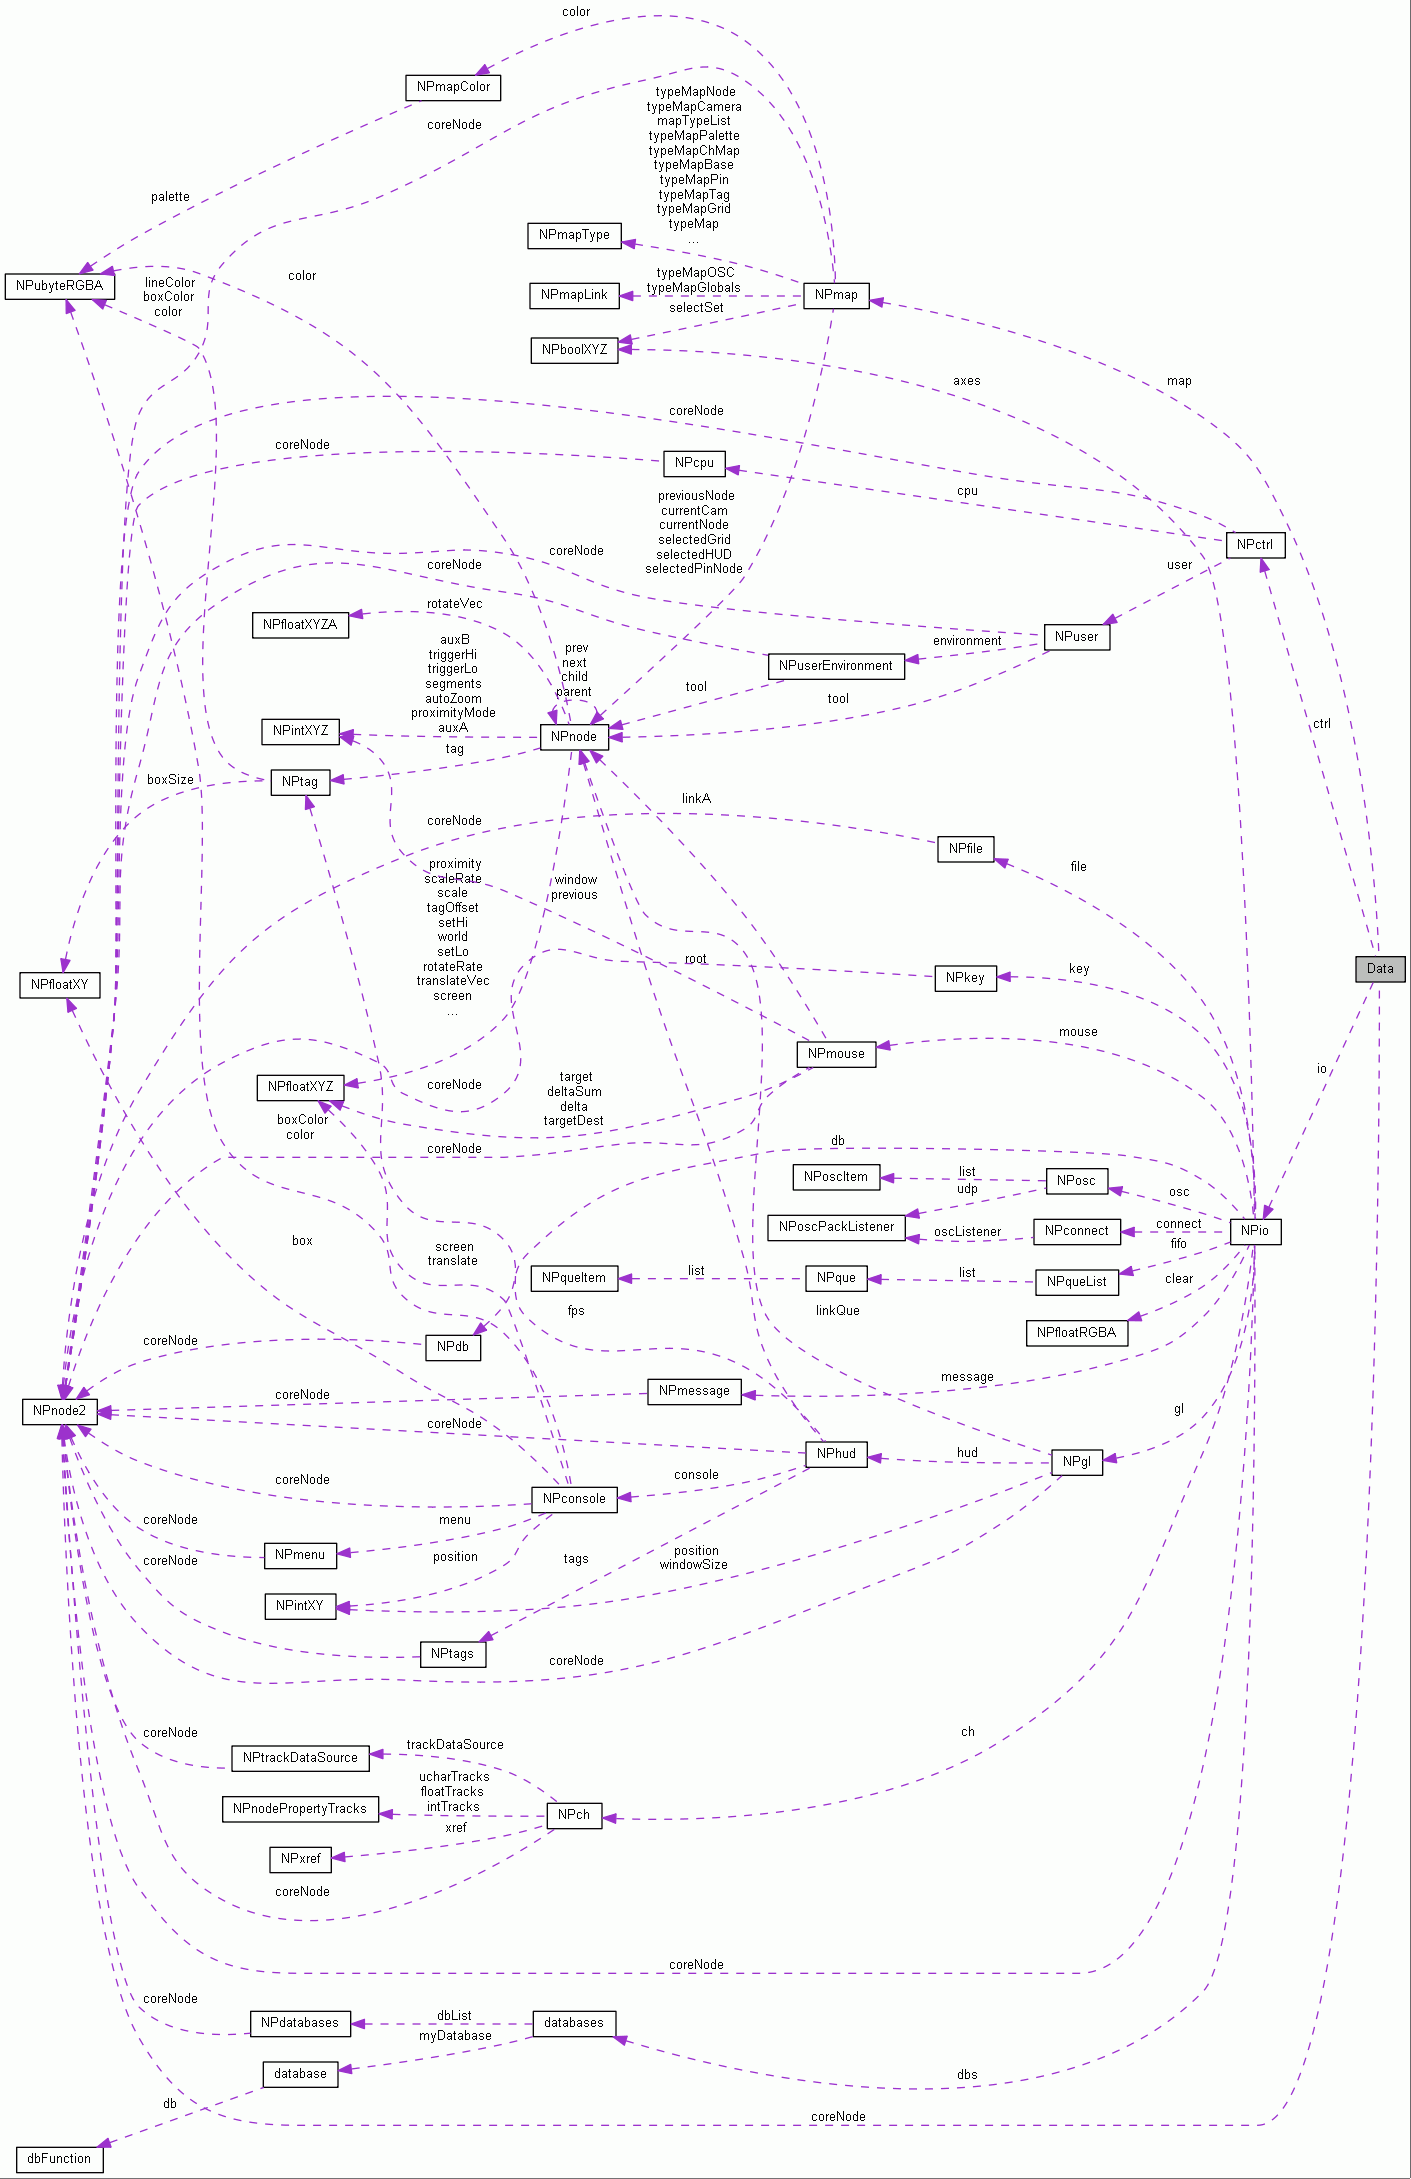 color
NPmapColor
typeMapNode
typeMapCamera
mapTypeList
typeMapPalette
typeMapChMap
typeMapBase
typeMapPin
typeMapTag
typeMapGrid
typeMap
...
coreNode
palette
NPmapType
NPubyteRGBA
lineColor
boxColor
color
color
typeMapOSC
typeMapGlobals
NPmapLink
NPmap
selectSet
NPboolXYZ
axes
map
coreNode
coreNode
NPcpu
cpu
previousNode
currentCam
currentNode
selectedGrid
selectedHUD
selectedPinNode
NPctrl
coreNode
coreNode
user
rotateVec
NPfloatXYZA
NPuser
auxB
triggerHi
triggerLo
segments
autoZoom
proximityMode
auxA
prev
next
child
parent
environment
NPuserEnvironment
tool
tool
NPintXYZ
NPnode
ctrl
tag
NPtag
boxSize
linkA
coreNode
NPfile
file
proximity
scaleRate
scale
tagOffset
setHi
world
setLo
rotateRate
translateVec
screen
...
window
previous
root
NPkey
key
Data
NPfloatXY
mouse
NPmouse
io
NPfloatXYZ
coreNode
target
deltaSum
delta
targetDest
boxColor
color
coreNode
db
NPoscItem
list
udp
NPosc
osc
NPoscPackListener
oscListener
NPconnect
connect
fifo
NPio
box
screen
translate
NPqueItem
list
NPque
list
NPqueList
clear
fps
linkQue
NPfloatRGBA
coreNode
NPdb
message
coreNode
NPmessage
NPnode2
gl
coreNode
NPhud
hud
NPgl
coreNode
console
NPconsole
coreNode
menu
NPmenu
coreNode
position
tags
position
windowSize
NPintXY
NPtags
coreNode
coreNode
trackDataSource
NPtrackDataSource
ch
ucharTracks
floatTracks
intTracks
NPnodePropertyTracks
NPch
xref
NPxref
coreNode
coreNode
coreNode
NPdatabases
dbList
myDatabase
databases
database
dbs
db
coreNode
dbFunction